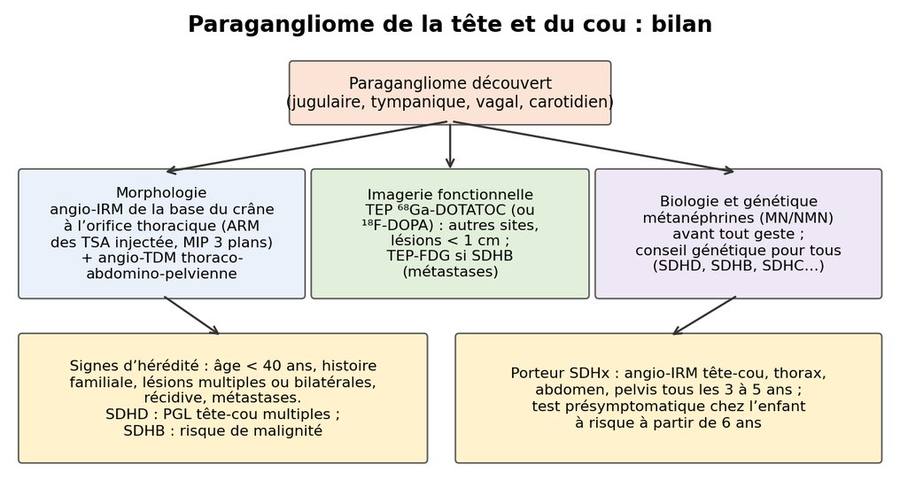 Paragangliome de la tête et du cou : bilan
Paragangliome découvert
(jugulaire, tympanique, vagal, carotidien)
Morphologie
angio-IRM de la base du crâne
à l’orifice thoracique (ARM
des TSA injectée, MIP 3 plans)
+ angio-TDM thoraco-
abdomino-pelvienne
Imagerie fonctionnelle
TEP ⁶⁸Ga-DOTATOC (ou
¹⁸F-DOPA) : autres sites,
lésions < 1 cm ;
TEP-FDG si SDHB
(métastases)
Biologie et génétique
métanéphrines (MN/NMN)
avant tout geste ;
conseil génétique pour tous
(SDHD, SDHB, SDHC…)
Signes d’hérédité : âge < 40 ans, histoire
familiale, lésions multiples ou bilatérales,
récidive, métastases.
SDHD : PGL tête-cou multiples ;
SDHB : risque de malignité
Porteur SDHx : angio-IRM tête-cou, thorax,
abdomen, pelvis tous les 3 à 5 ans ;
test présymptomatique chez l’enfant
à risque à partir de 6 ans